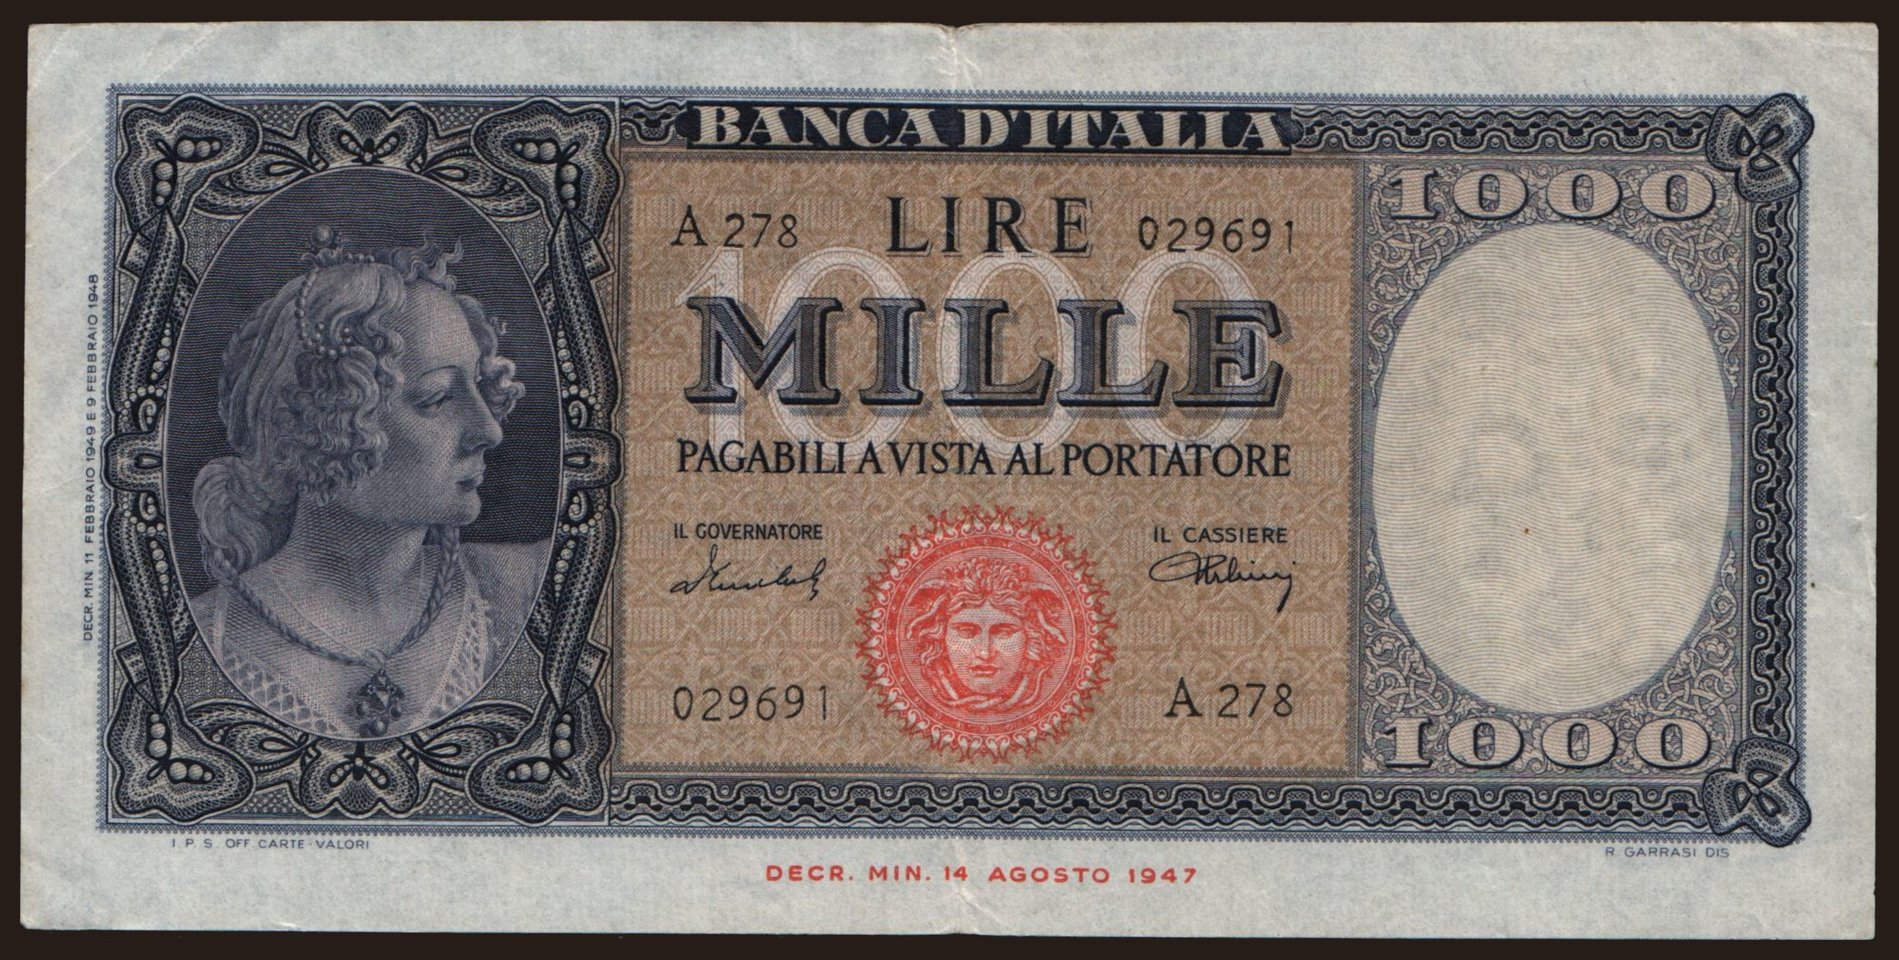 BANCA D'ITALIA
A 278 LIRE 029691
1000
1000
MILLE
PAGABILI A VISTA AL PORTATORE
IL GOVERNATORE
IL CASSIERE
029691
A 278
1000
DECR. MIN. 11 FEBBRAIO 1949 E 9 FEBBRAIO 1948
I. P. S. OFF. CARTE-VALORI
R. GARRASI DIS
DECR. MIN. 14 AGOSTO 1947